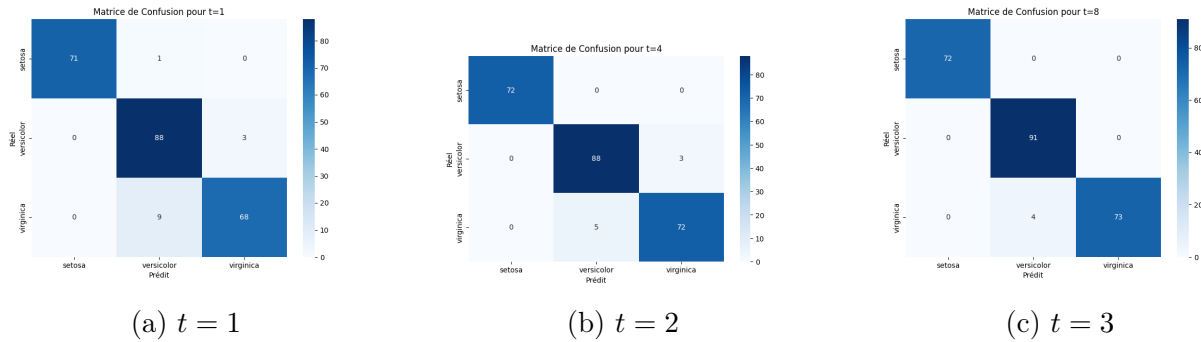 Matrice de Confusion pour t=1
setosa
71
1
0
80
70
60
50
40
30
20
10
0
Réel
versicolor
0
88
3
virginica
0
9
68
setosa
versicolor
virginica
Prédit
(a) t = 1
Matrice de Confusion pour t=4
setosa
72
0
0
80
70
60
50
40
30
20
10
0
Réel
versicolor
0
88
3
virginica
0
5
72
setosa
versicolor
virginica
Prédit
(b) t = 2
Matrice de Confusion pour t=8
setosa
72
0
0
80
60
40
20
0
Réel
versicolor
0
91
0
virginica
0
4
73
setosa
versicolor
virginica
Prédit
(c) t = 3